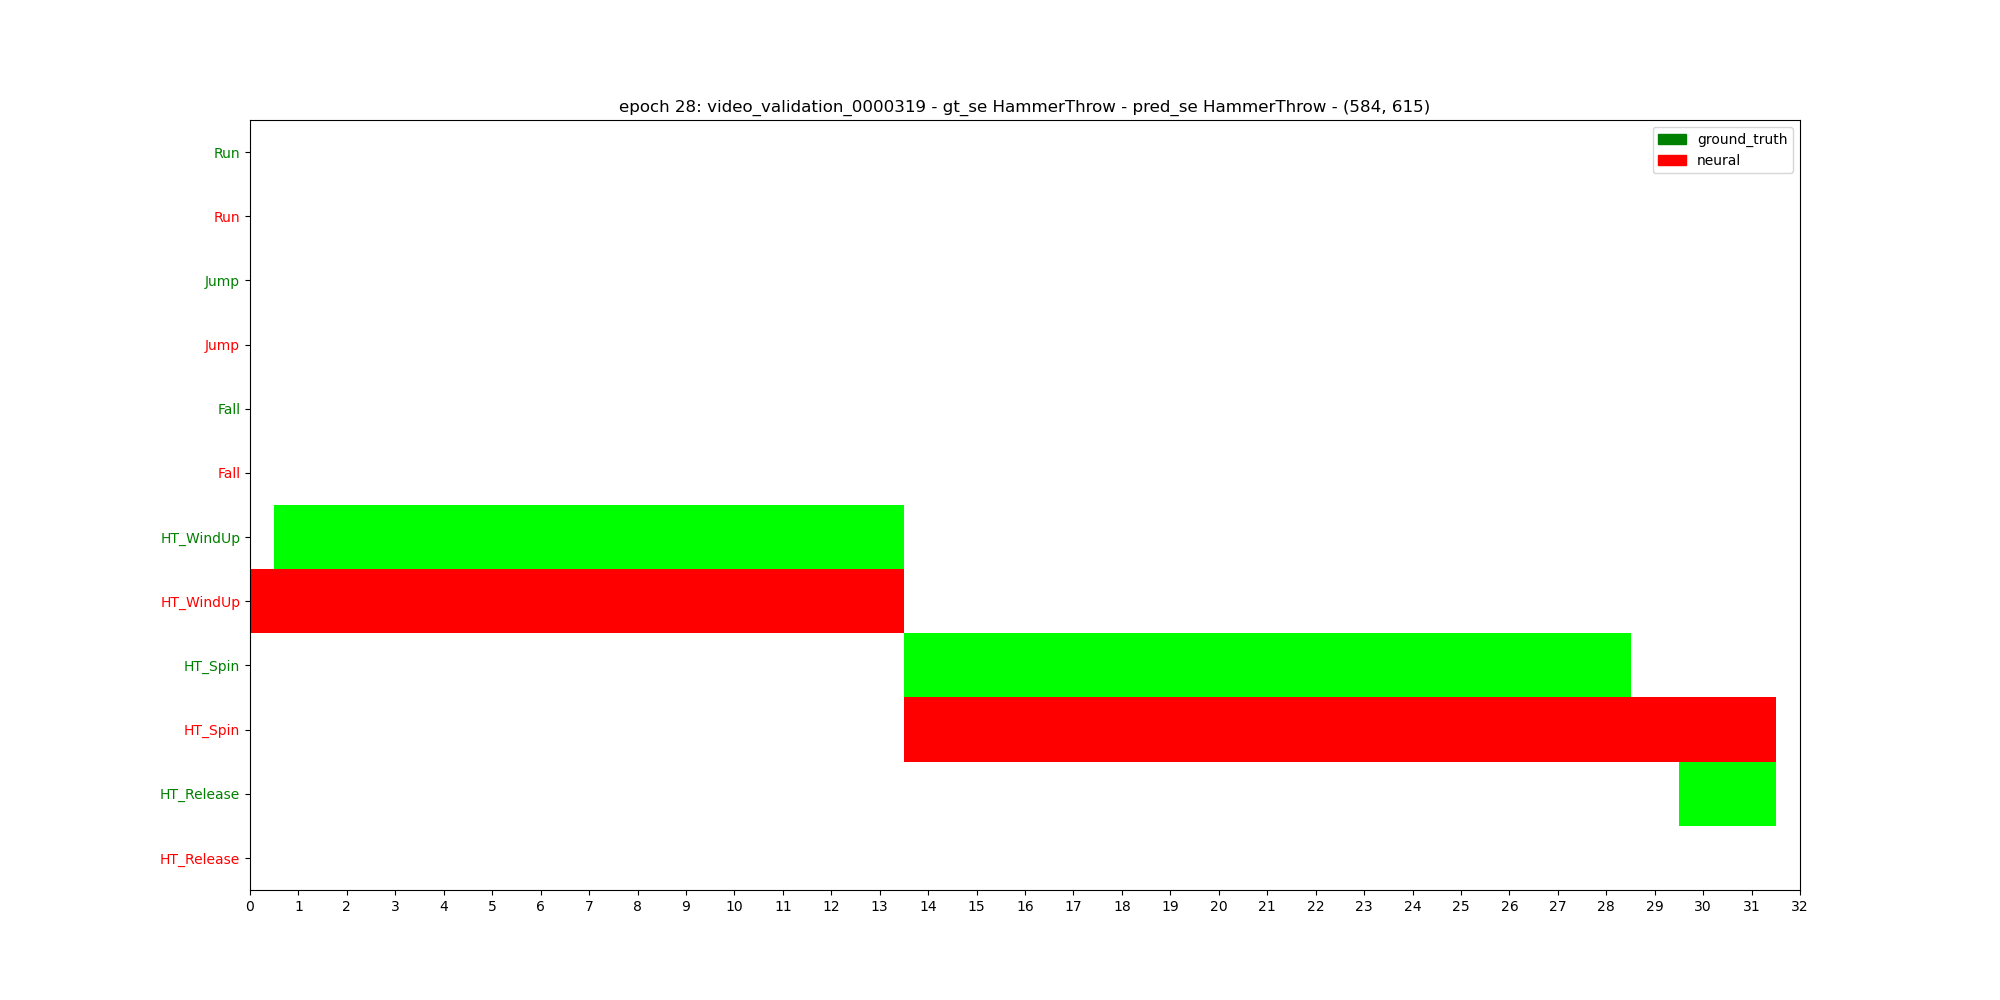 epoch 28: video_validation_0000319 - gt_se HammerThrow - pred_se HammerThrow - (584, 615)
ground_truth
neural
Run
Run
Jump
Jump
Fall
Fall
HT_WindUp
HT_WindUp
HT_Spin
HT_Spin
HT_Release
HT_Release
0 1 2 3 4 5 6 7 8 9 10 11 12 13 14 15 16 17 18 19 20 21 22 23 24 25 26 27 28 29 30 31 32